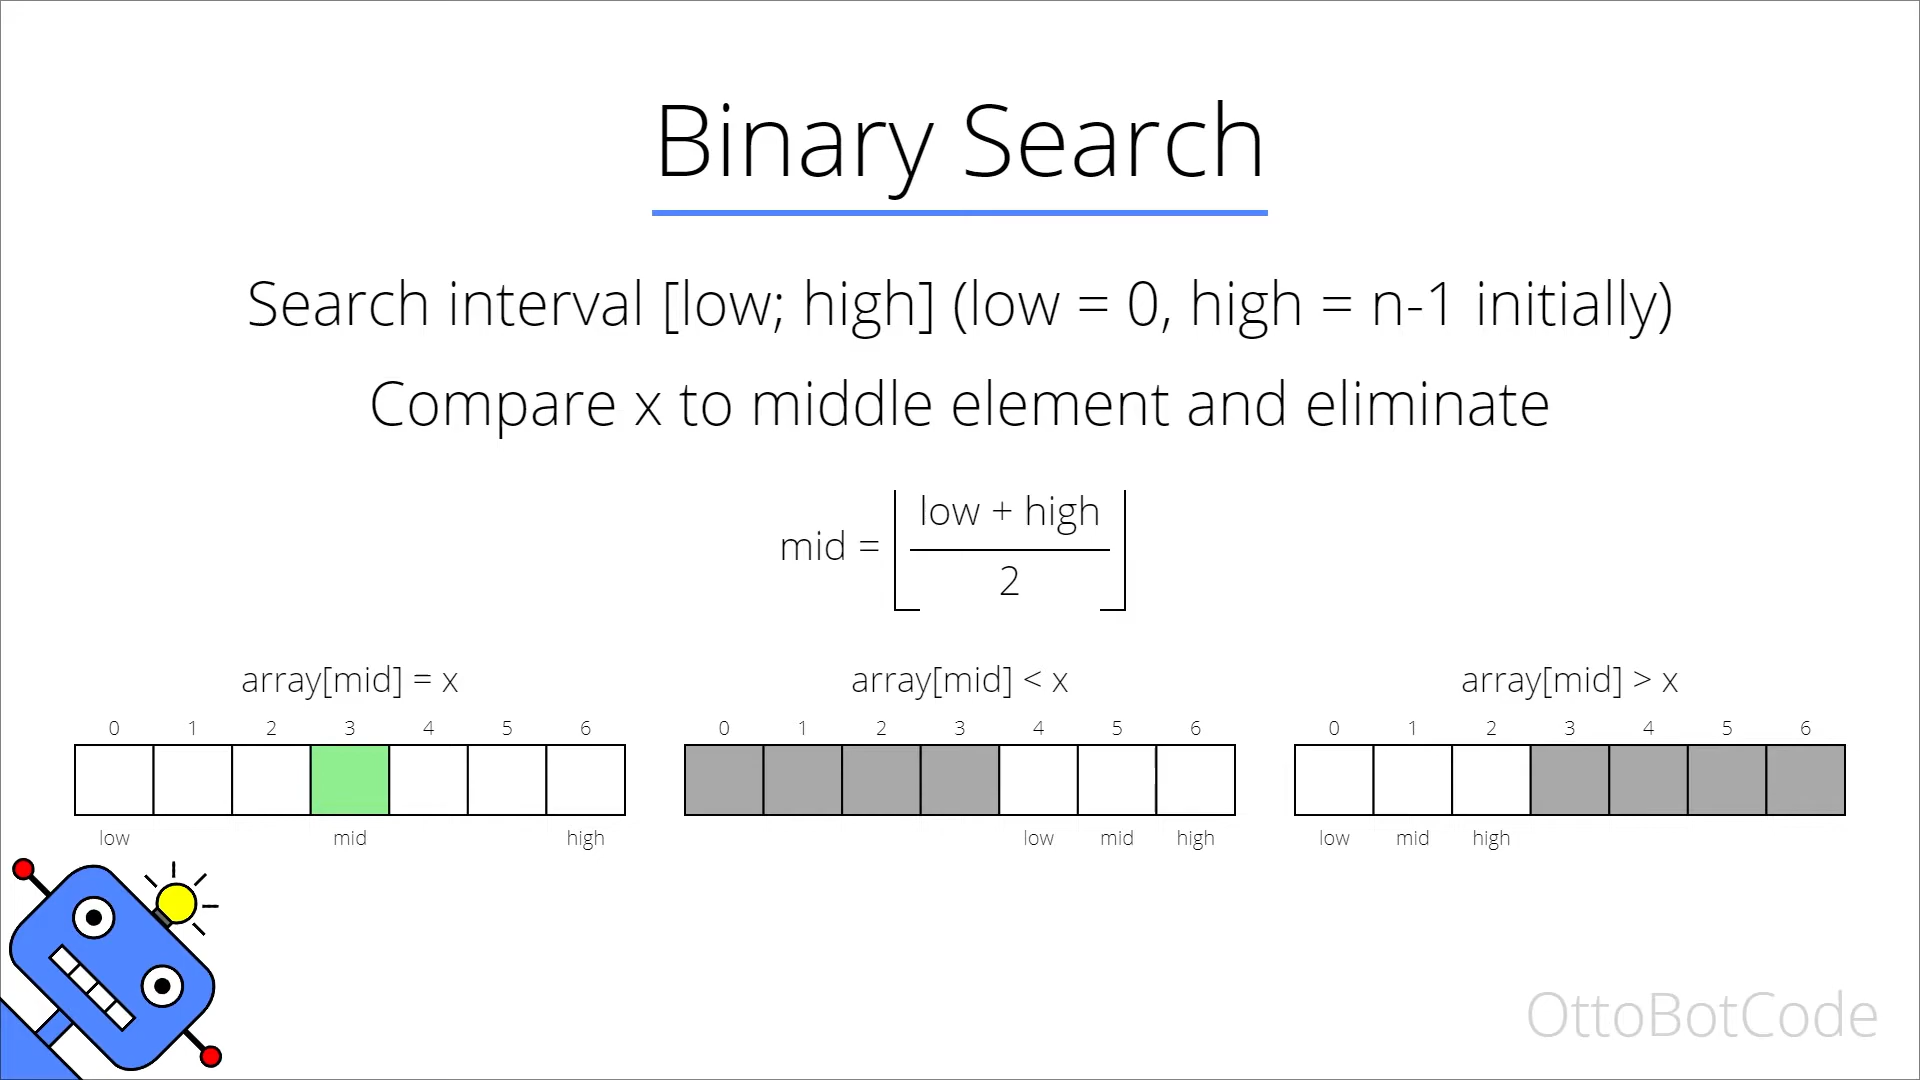 Binary Search
Search interval [low; high] (low = 0, high = n-1 initially)
Compare x to middle element and eliminate
mid = ⌊(low + high) / 2⌋
array[mid] = x
0 1 2 3 4 5 6
low mid high
array[mid] < x
0 1 2 3 4 5 6
low mid high
array[mid] > x
0 1 2 3 4 5 6
low mid high
OttoBotCode